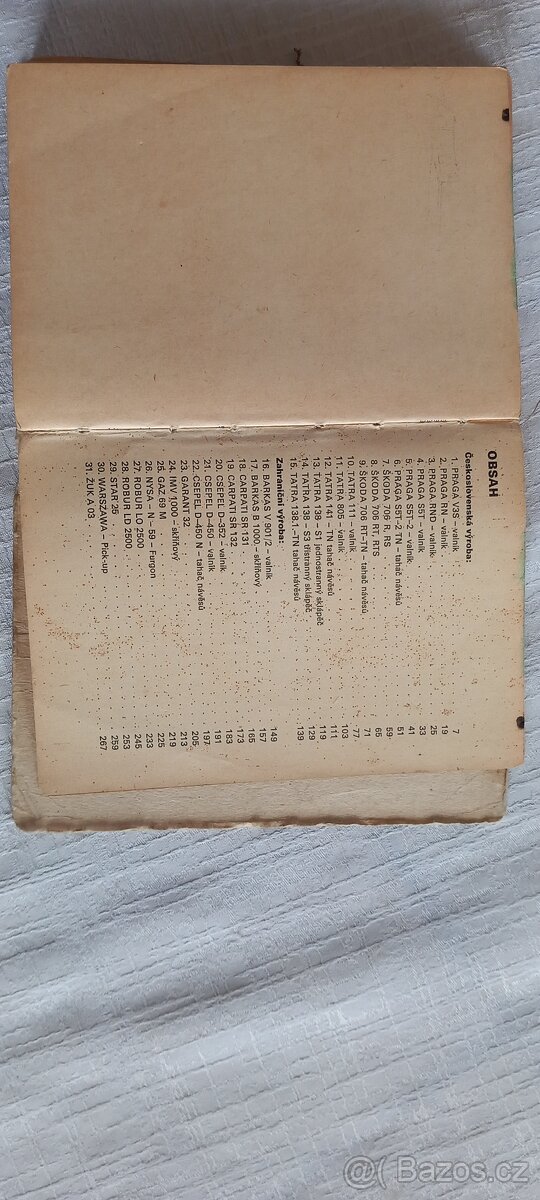 OBSAH
Československá výroba:
1. PRAGA V3S – valník 7
2. PRAGA RN – valník 19
3. PRAGA RND – valník 25
4. PRAGA S5T – valník 33
5. PRAGA S5T-2 – valník 41
6. PRAGA S5T-2 TN – tahač návěsů 51
7. ŠKODA 706 R, RS 59
8. ŠKODA 706 RT, RTS 65
9. ŠKODA 706 RT-TN – tahač návěsů 71
10. TATRA 111 – valník 77
11. TATRA 805 – valník 103
12. TATRA 141 – TN tahač návěsů 111
13. TATRA 138 – S1 jednostranný sklápěč 119
14. TATRA 138 – S3 třístranný sklápěč 129
15. TATRA 138.1–TN tahač návěsů 139
Zahraniční výroba:
16. BARKAS V 901/2 – valník 149
17. BARKAS B 1000 – skříňový 157
18. CARPATI SR 131 165
19. CARPATI SR 132 173
20. CSEPEL D–352 – valník 183
21. CSEPEL D–450 – valník 191
22. CSEPEL D–450 N – tahač návěsů 197
23. GARANT 32 205
24. IMV 1000 – skříňový 213
25. GAZ 69 M 219
26. NYSA – N – 59 – Furgon 225
27. ROBUR LO 2500 233
28. ROBUR LD 2500 245
29. STAR 25 253
30. WARSZAWA – Pick-up 259
31. ŽUK A 03 267
@ Bazos.cz